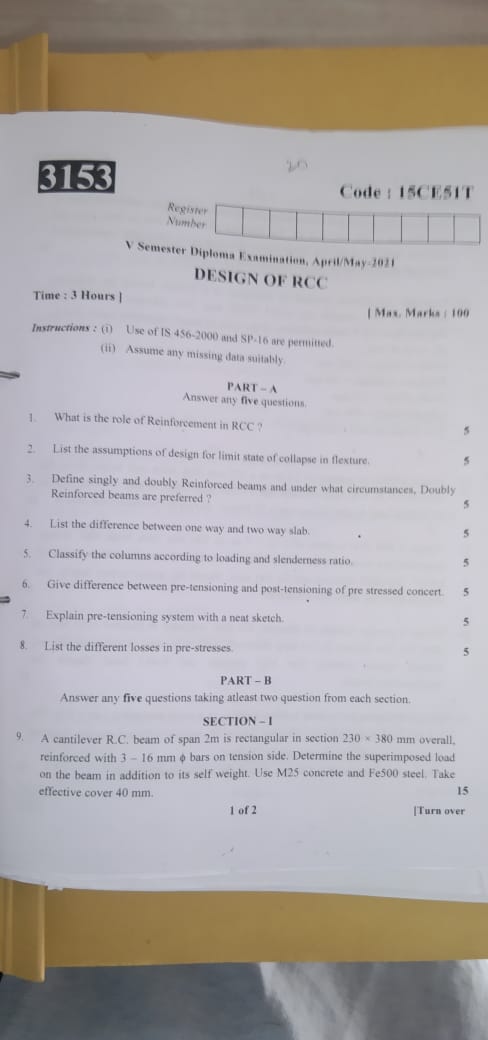 3153
20
Code : 15CE51T
Register
Number
V Semester Diploma Examination, April/May-2021
DESIGN OF RCC
Time : 3 Hours ]
[ Max. Marks : 100
Instructions : (i) Use of IS 456-2000 and SP-16 are permitted.
(ii) Assume any missing data suitably.
PART – A
Answer any five questions.
1. What is the role of Reinforcement in RCC ? 5
2. List the assumptions of design for limit state of collapse in flexture. 5
3. Define singly and doubly Reinforced beams and under what circumstances, Doubly
Reinforced beams are preferred ? 5
4. List the difference between one way and two way slab. 5
5. Classify the columns according to loading and slenderness ratio. 5
6. Give difference between pre-tensioning and post-tensioning of pre stressed concert. 5
7. Explain pre-tensioning system with a neat sketch. 5
8. List the different losses in pre-stresses. 5
PART – B
Answer any five questions taking atleast two question from each section.
SECTION – I
9. A cantilever R.C. beam of span 2m is rectangular in section 230 × 380 mm overall,
reinforced with 3 – 16 mm ϕ bars on tension side. Determine the superimposed load
on the beam in addition to its self weight. Use M25 concrete and Fe500 steel. Take
effective cover 40 mm. 15
1 of 2
[Turn over